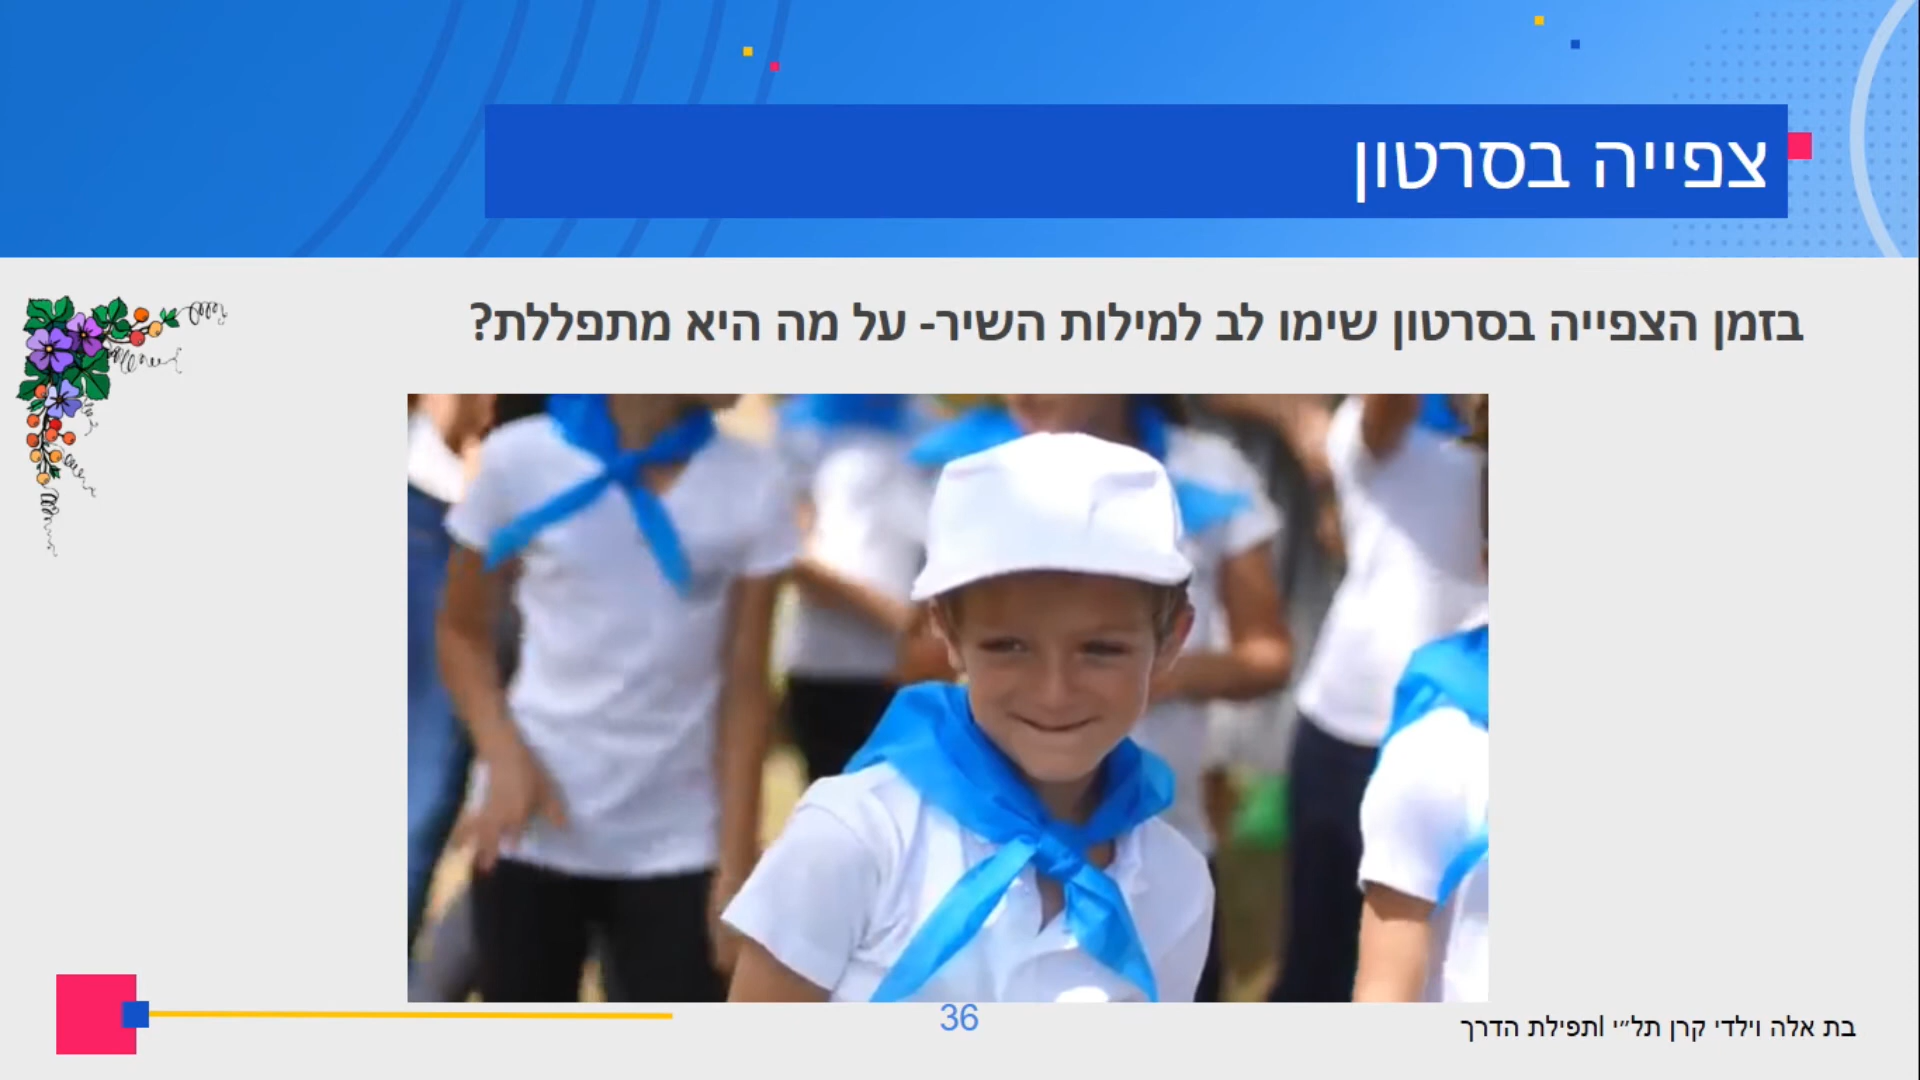 צפייה בסרטון
בזמן הצפייה בסרטון שימו לב למילות השיר- על מה היא מתפללת?
36
בת אלה וילדי קרן תל״י |תפילת הדרך